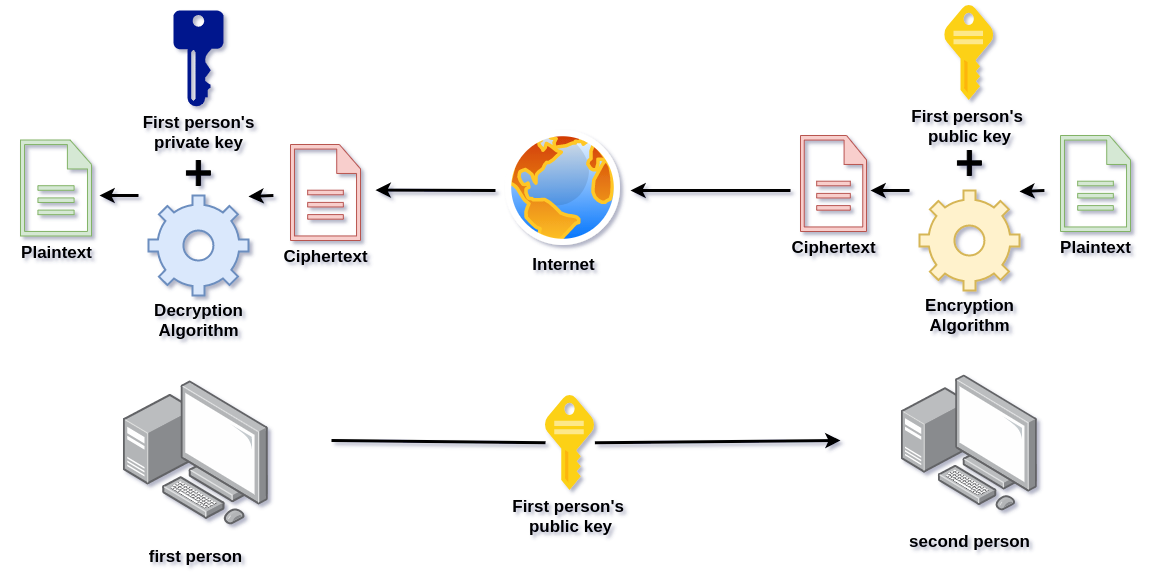 First person's
private key
First person's
public key
Plaintext
Ciphertext
Internet
Ciphertext
Plaintext
Decryption
Algorithm
Encryption
Algorithm
First person's
public key
first person
second person